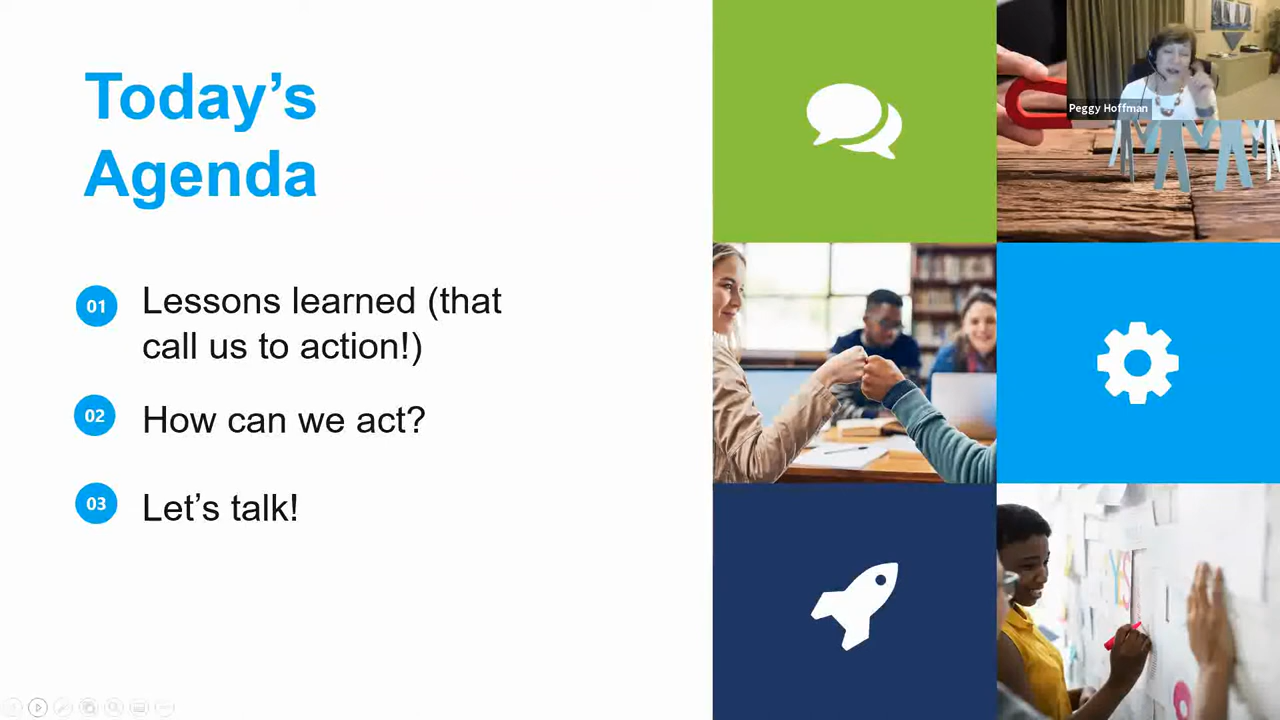 Today's
Agenda
01 Lessons learned (that
call us to action!)
02 How can we act?
03 Let's talk!
Peggy Hoffman